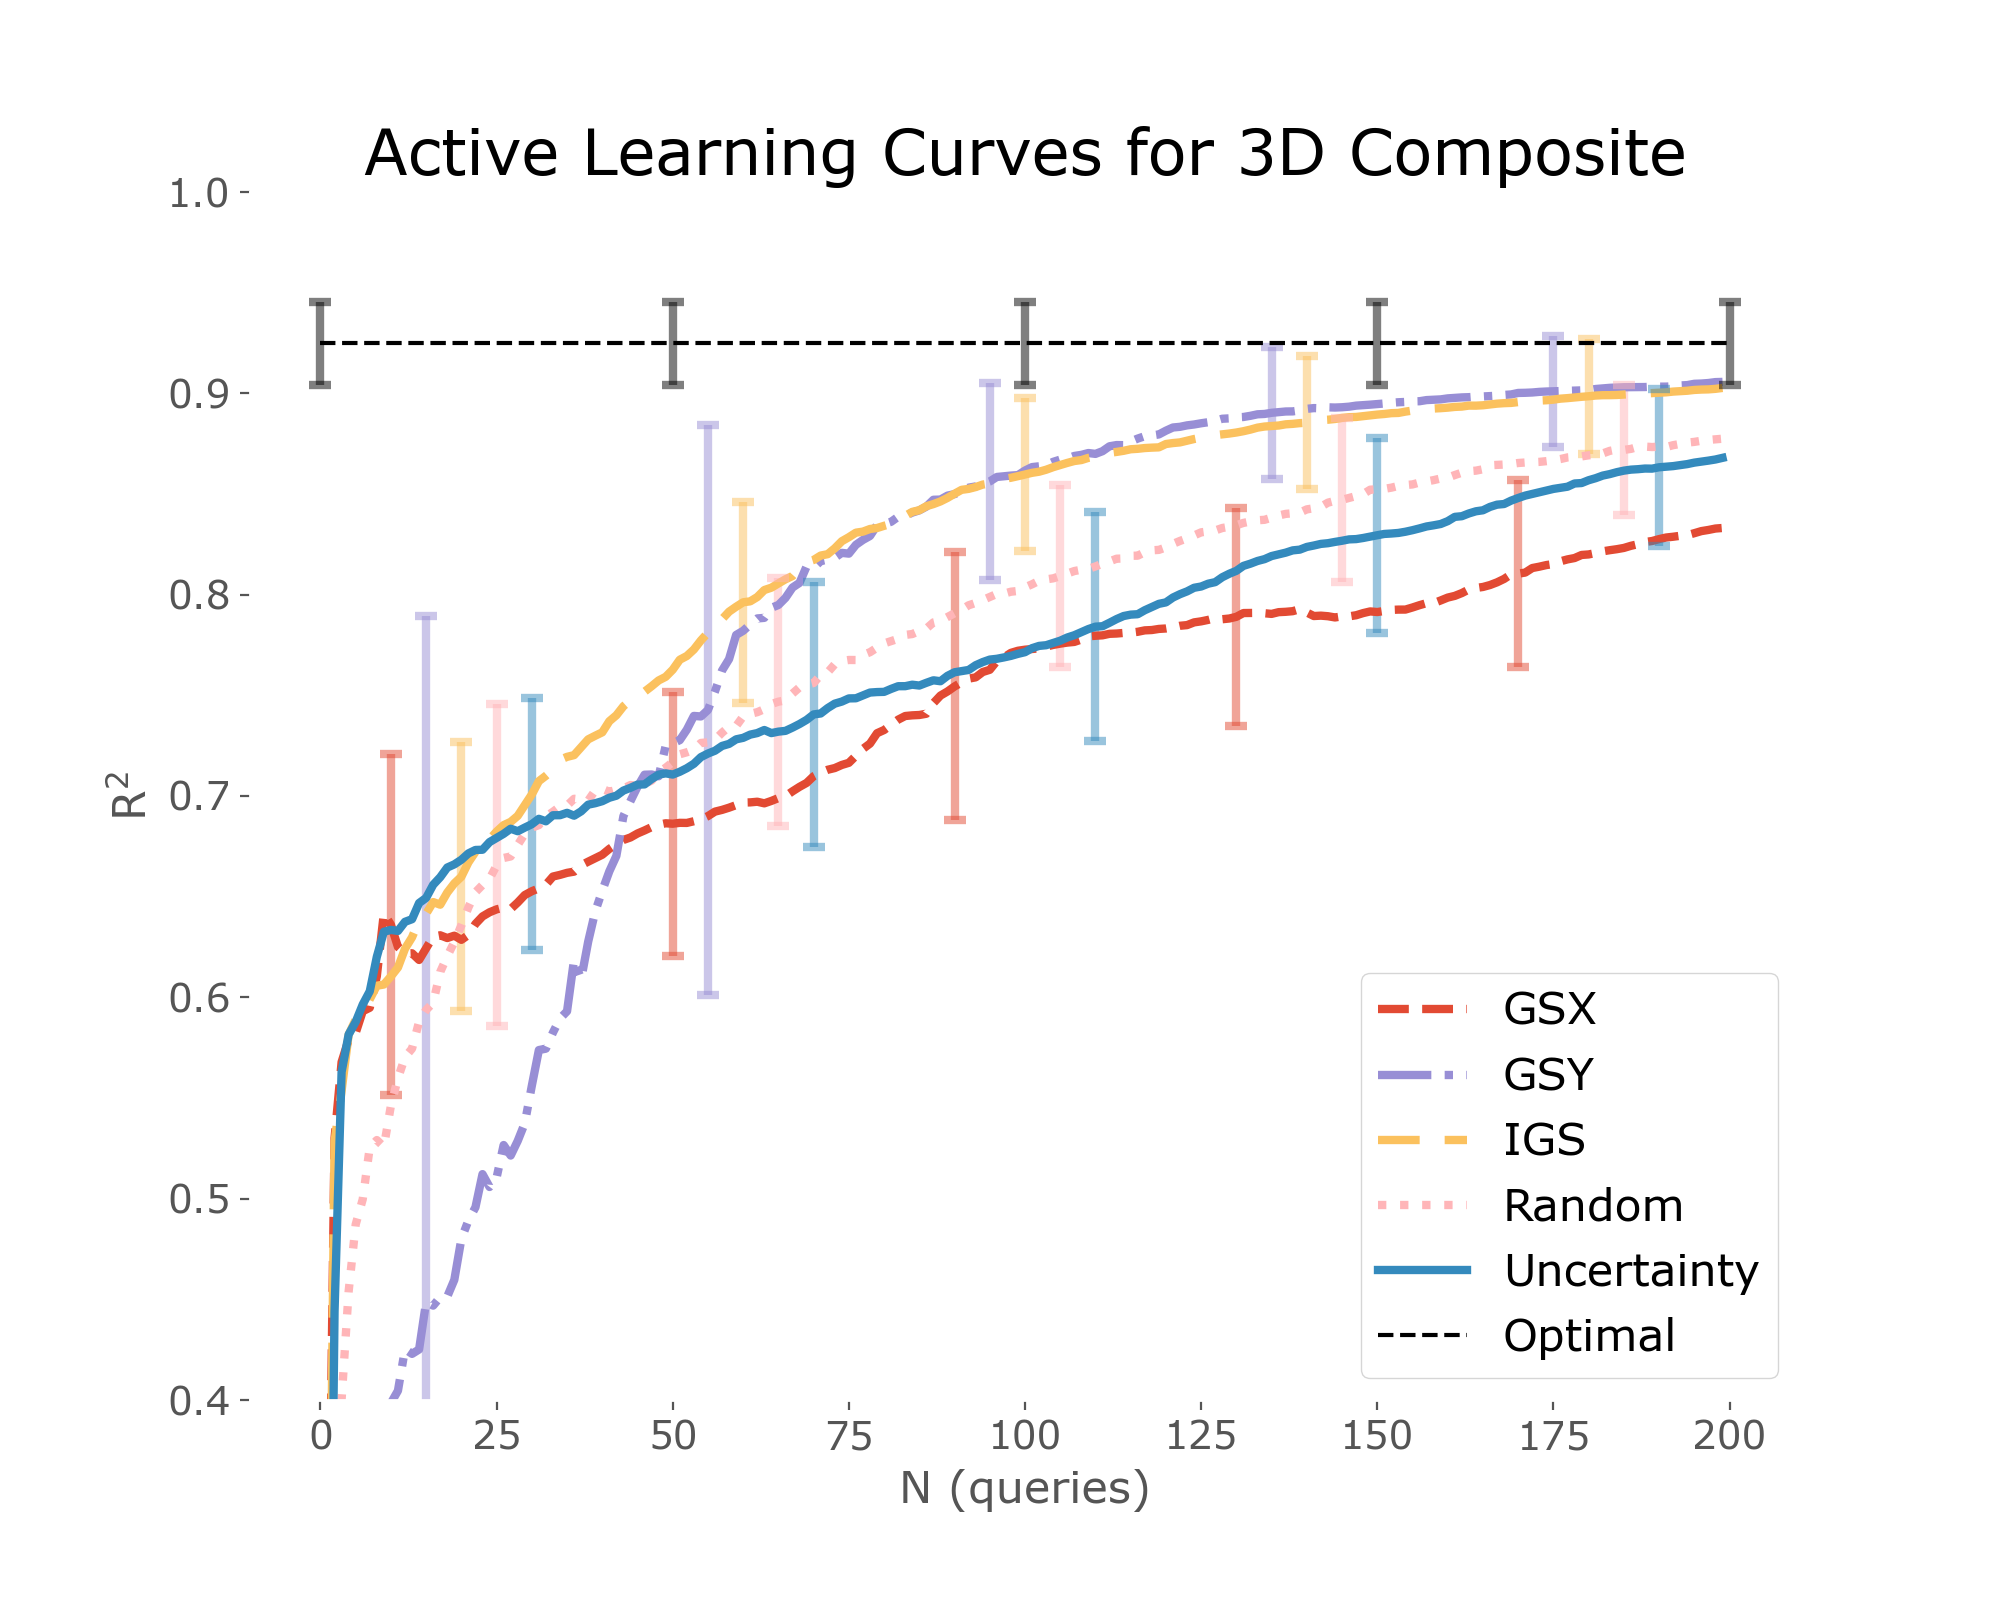 Active Learning Curves for 3D Composite
1.0
0.9
0.8
0.7
0.6
0.5
0.4
R²
0 25 50 75 100 125 150 175 200
N (queries)
GSX
GSY
IGS
Random
Uncertainty
Optimal